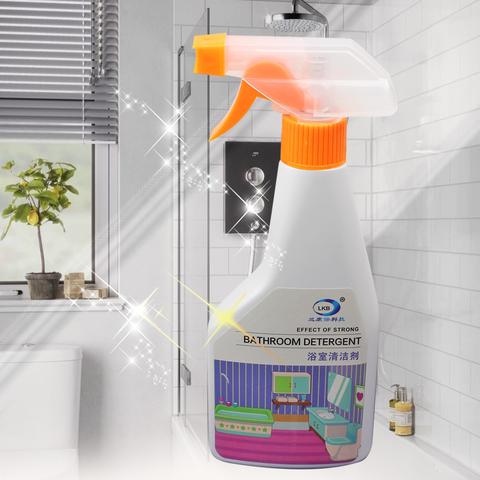 LKB ®
EFFECT OF STRONG
BATHROOM DETERGENT
浴室清洁剂